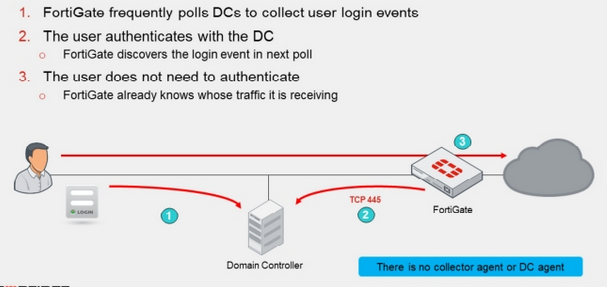 1. FortiGate frequently polls DCs to collect user login events
2. The user authenticates with the DC
o FortiGate discovers the login event in next poll
3. The user does not need to authenticate
o FortiGate already knows whose traffic it is receiving
3
LOGIN
1
TCP 445
2
FortiGate
Domain Controller
There is no collector agent or DC agent